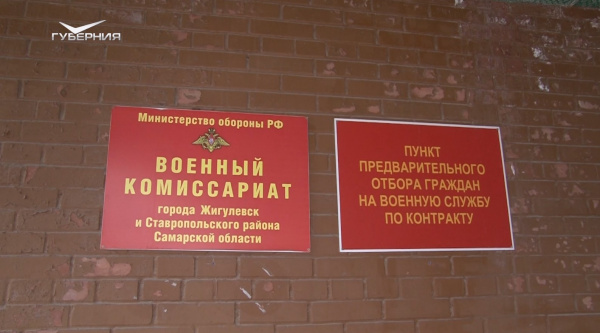 ГУБЕРНИЯ
Министерство обороны РФ
ВОЕННЫЙ
КОМИССАРИАТ
города Жигулевск
и Ставропольского района
Самарской области
ПУНКТ
ПРЕДВАРИТЕЛЬНОГО
ОТБОРА ГРАЖДАН
НА ВОЕННУЮ СЛУЖБУ
ПО КОНТРАКТУ